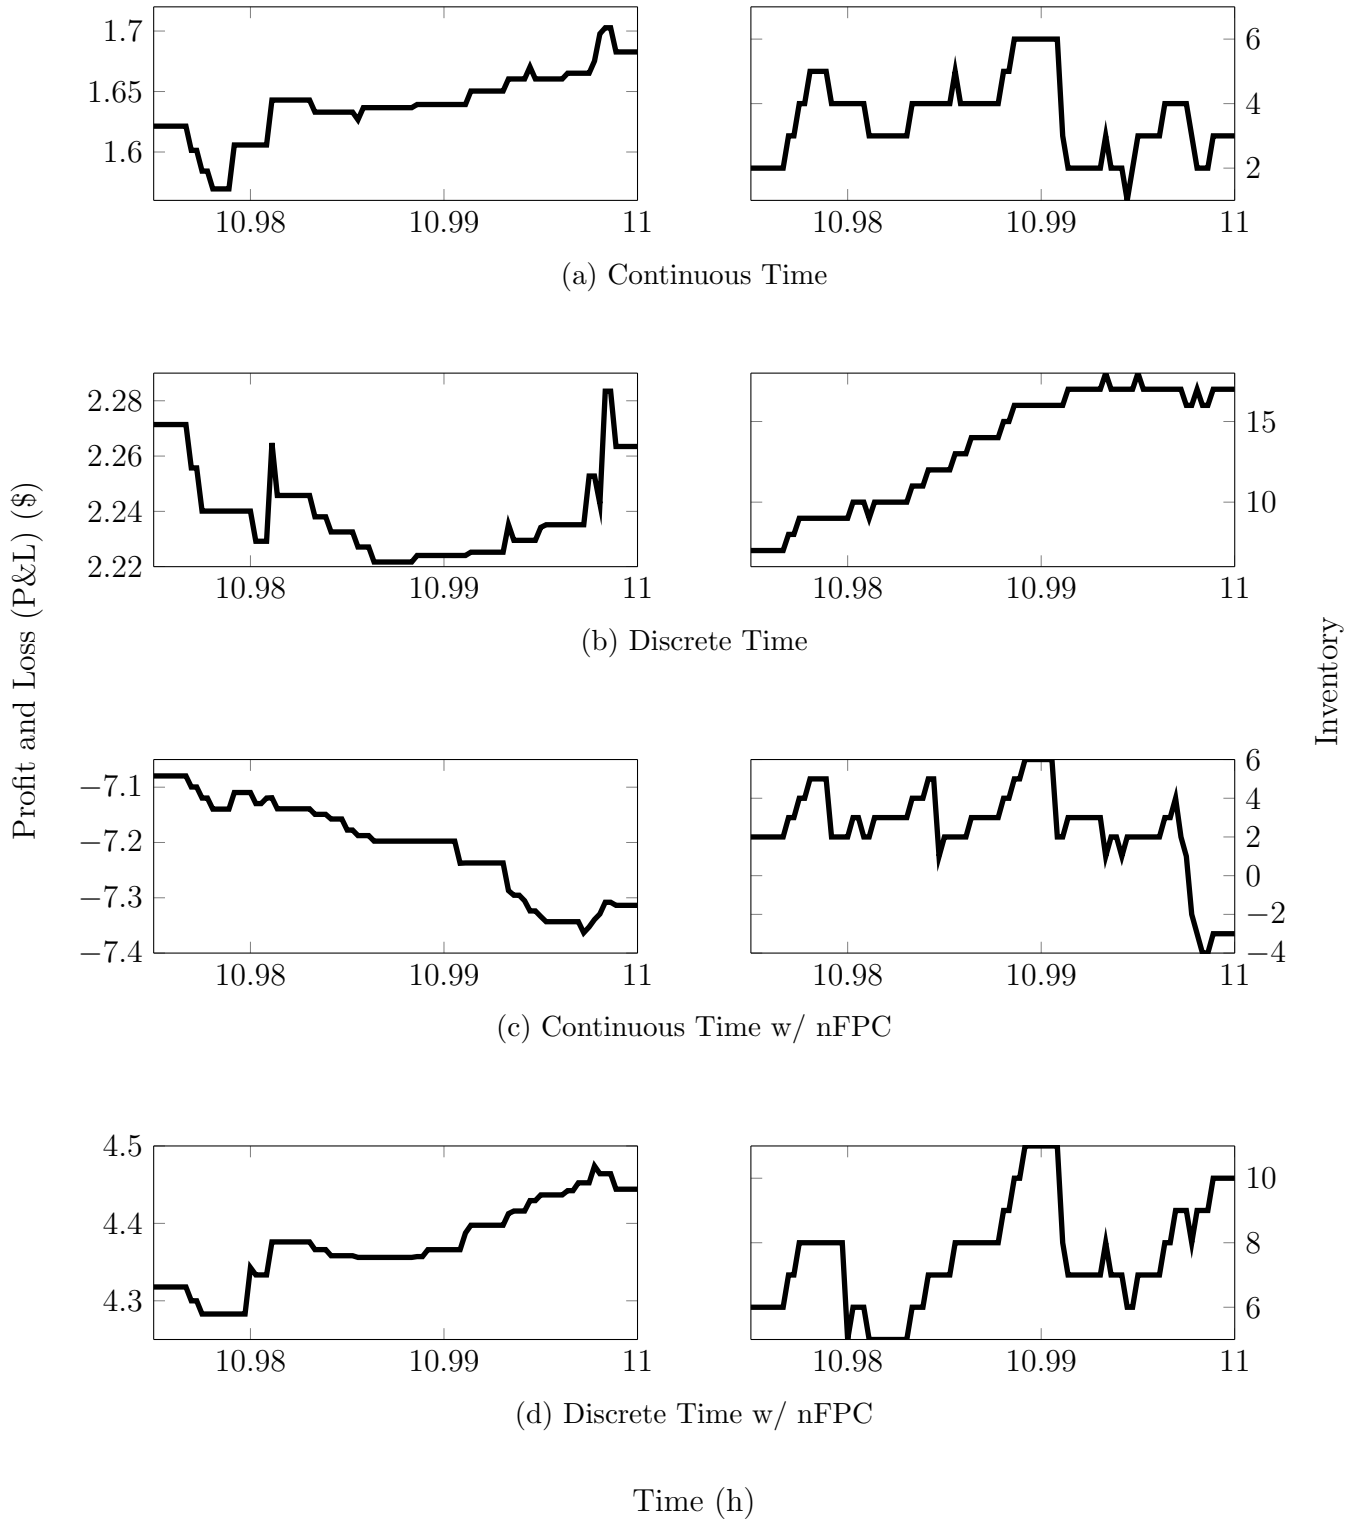 1.7
1.65
1.6
10.98 10.99 11
6
4
2
10.98 10.99 11
(a) Continuous Time
2.28
2.26
2.24
2.22
10.98 10.99 11
15
10
10.98 10.99 11
(b) Discrete Time
Profit and Loss (P&L) ($)
Inventory
−7.1
−7.2
−7.3
−7.4
10.98 10.99 11
6
4
2
0
−2
−4
10.98 10.99 11
(c) Continuous Time w/ nFPC
4.5
4.4
4.3
10.98 10.99 11
10
8
6
10.98 10.99 11
(d) Discrete Time w/ nFPC
Time (h)